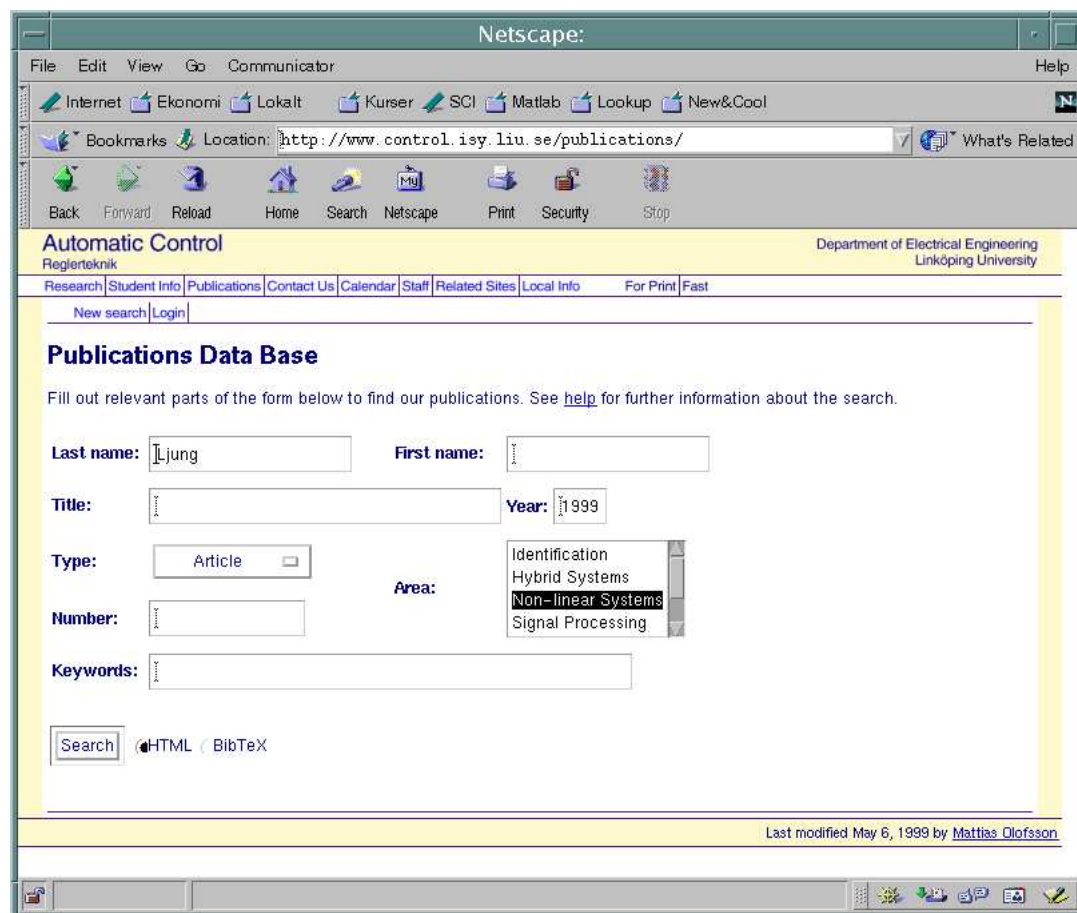 Netscape:
File Edit View Go Communicator Help
Internet Ekonomi Lokalt Kurser SCI Matlab Lookup New&Cool N
Bookmarks Location: http://www.control.isy.liu.se/publications/ What's Related
My
Back Forward Reload Home Search Netscape Print Security Stop
Automatic Control
Reglerteknik
Department of Electrical Engineering
Linköping University
Research Student Info Publications Contact Us Calendar Staff Related Sites Local Info For Print Fast
New search Login
Publications Data Base
Fill out relevant parts of the form below to find our publications. See help for further information about the search.
Last name: Ljung First name:
Title: Year: 1999
Type: Article Area:
Identification
Hybrid Systems
Non-linear Systems
Signal Processing
Number:
Keywords:
Search HTML BibTeX
Last modified May 6, 1999 by Mattias Olofsson